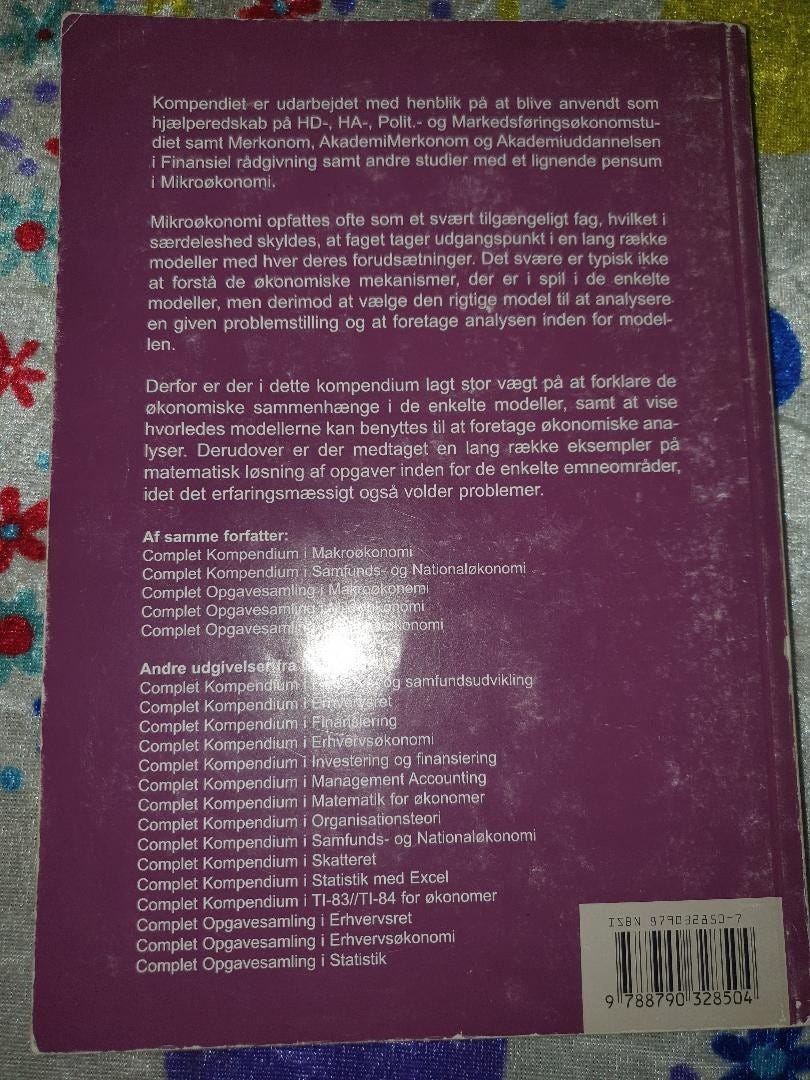 Kompendiet er udarbejdet med henblik på at blive anvendt som
hjælperedskab på HD-, HA-, Polit.- og Markedsføringsøkonomstu-
diet samt Merkonom, AkademiMerkonom og Akademiuddannelsen
i Finansiel rådgivning samt andre studier med et lignende pensum
i Mikroøkonomi.
Mikroøkonomi opfattes ofte som et svært tilgængeligt fag, hvilket i
særdeleshed skyldes, at faget tager udgangspunkt i en lang række
modeller med hver deres forudsætninger. Det svære er typisk ikke
at forstå de økonomiske mekanismer, der er i spil i de enkelte
modeller, men derimod at vælge den rigtige model til at analysere
en given problemstilling og at foretage analysen inden for model-
len.
Derfor er der i dette kompendium lagt stor vægt på at forklare de
økonomiske sammenhænge i de enkelte modeller, samt at vise
hvorledes modellerne kan benyttes til at foretage økonomiske ana-
lyser. Derudover er der medtaget en lang række eksempler på
matematisk løsning af opgaver inden for de enkelte emneområder,
idet det erfaringsmæssigt også volder problemer.
Af samme forfatter:
Complet Kompendium i Makroøkonomi
Complet Kompendium i Samfunds- og Nationaløkonomi
Complet Opgavesamling i Makroøkonomi
Complet Opgavesamling i
Complet
Andre udgivelser fra
Complet Kompendium i og samfundsudvikling
Complet Kompendium i Erhvervsret
Complet Kompendium i Finansiering
Complet Kompendium i Erhvervsøkonomi
Complet Kompendium i Investering og finansiering
Complet Kompendium i Management Accounting
Complet Kompendium i Matematik for økonomer
Complet Kompendium i Organisationsteori
Complet Kompendium i Samfunds- og Nationaløkonomi
Complet Kompendium i Skatteret
Complet Kompendium i Statistik med Excel
Complet Kompendium i TI-83//TI-84 for økonomer
Complet Opgavesamling i Erhvervsret
Complet Opgavesamling i Erhvervsøkonomi
Complet Opgavesamling i Statistik
ISBN 879032850-7
9 788790 328504